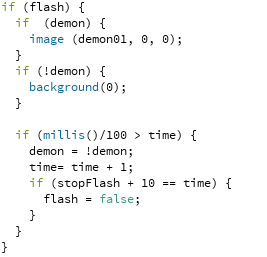 if (flash) {
  if  (demon) {
    image (demon01, 0, 0);
  }
  if (!demon) {
    background(0);
  }

  if (millis()/100 > time) {
    demon = !demon;
    time= time + 1;
    if (stopFlash + 10 == time) {
      flash = false;
    }
  }
}